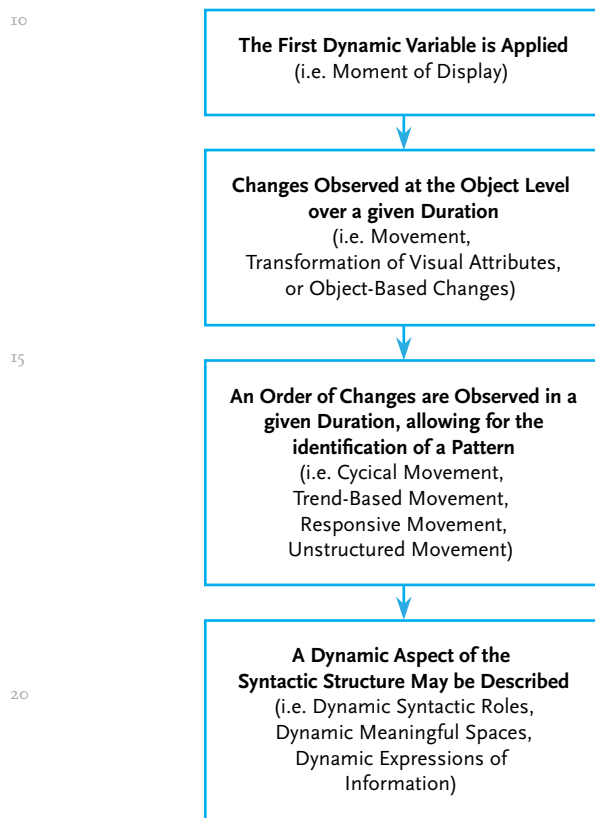 10
The First Dynamic Variable is Applied
(i.e. Moment of Display)
Changes Observed at the Object Level
over a given Duration
(i.e. Movement,
Transformation of Visual Attributes,
or Object-Based Changes)
15
An Order of Changes are Observed in a
given Duration, allowing for the
identification of a Pattern
(i.e. Cycical Movement,
Trend-Based Movement,
Responsive Movement,
Unstructured Movement)
A Dynamic Aspect of the
Syntactic Structure May be Described
20
(i.e. Dynamic Syntactic Roles,
Dynamic Meaningful Spaces,
Dynamic Expressions of
Information)